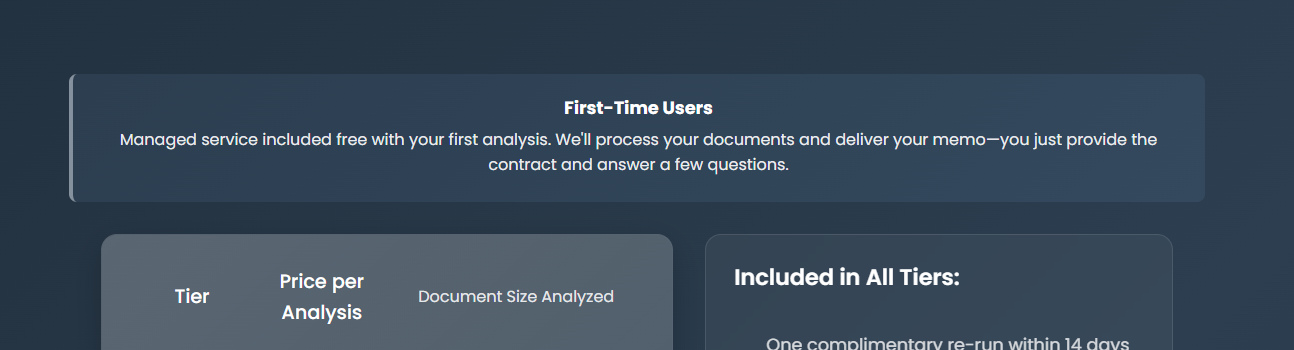 First-Time Users
Managed service included free with your first analysis. We'll process your documents and deliver your memo—you just provide the
contract and answer a few questions.
Tier
Price per
Analysis
Document Size Analyzed
Included in All Tiers:
One complimentary re-run within 14 days